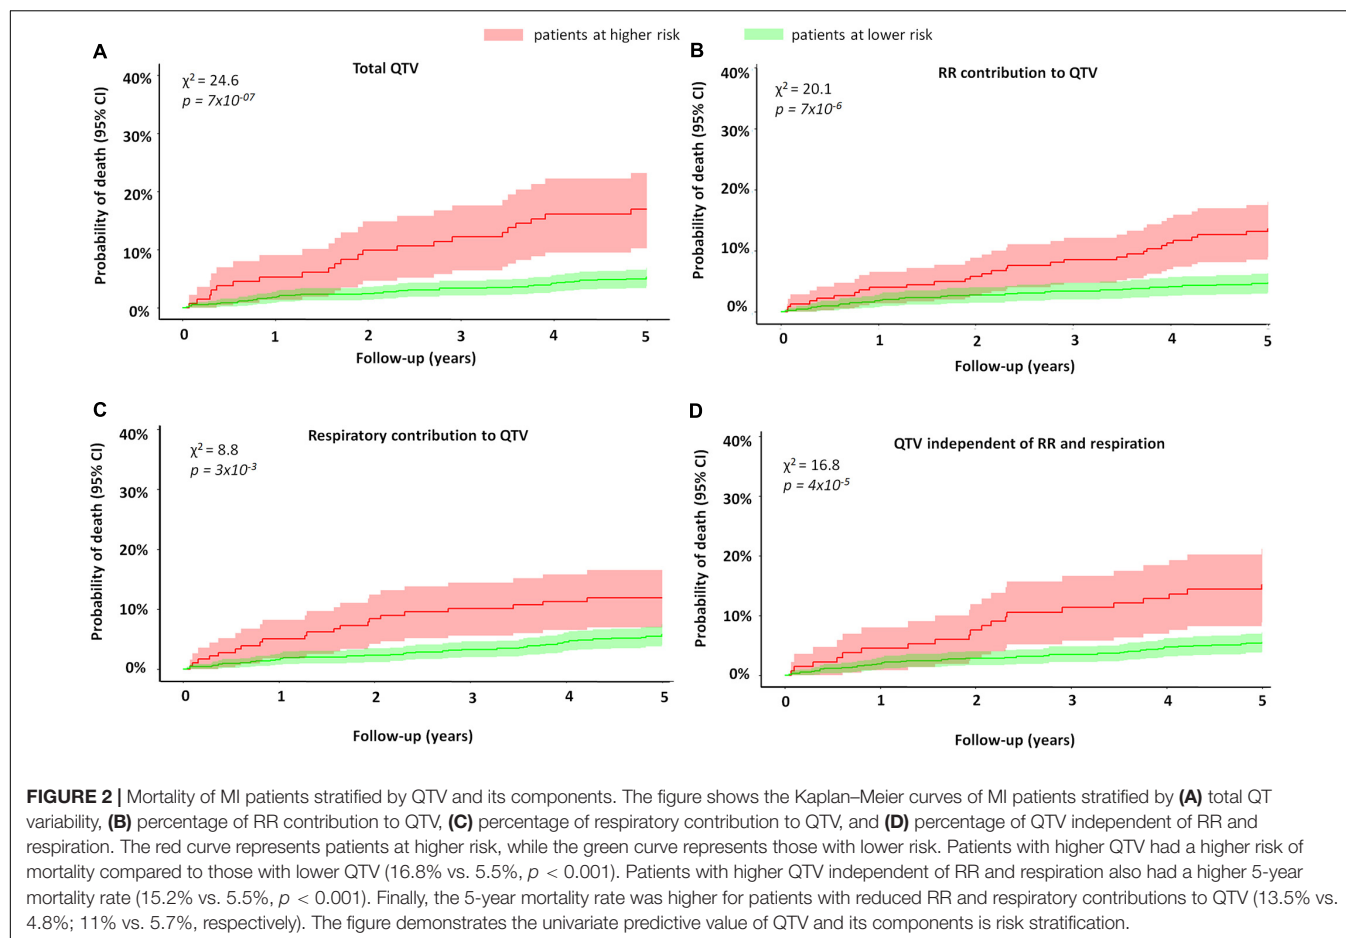 patients at higher risk
patients at lower risk
A
Total QTV
χ² = 24.6
p = 7x10⁻⁰⁷
40%
30%
20%
10%
0%
Probability of death (95% CI)
0 1 2 3 4 5
Follow-up (years)
B
RR contribution to QTV
χ² = 20.1
p = 7x10⁻⁶
40%
30%
20%
10%
0%
Probability of death (95% CI)
0 1 2 3 4 5
Follow-up (years)
C
Respiratory contribution to QTV
χ² = 8.8
p = 3x10⁻³
40%
30%
20%
10%
0%
Probability of death (95% CI)
0 1 2 3 4 5
Follow-up (years)
D
QTV independent of RR and respiration
χ² = 16.8
p = 4x10⁻⁵
40%
30%
20%
10%
0%
Probability of death (95% CI)
0 1 2 3 4 5
Follow-up (years)
FIGURE 2 | Mortality of MI patients stratified by QTV and its components. The figure shows the Kaplan–Meier curves of MI patients stratified by (A) total QT
variability, (B) percentage of RR contribution to QTV, (C) percentage of respiratory contribution to QTV, and (D) percentage of QTV independent of RR and
respiration. The red curve represents patients at higher risk, while the green curve represents those with lower risk. Patients with higher QTV had a higher risk of
mortality compared to those with lower QTV (16.8% vs. 5.5%, p < 0.001). Patients with higher QTV independent of RR and respiration also had a higher 5-year
mortality rate (15.2% vs. 5.5%, p < 0.001). Finally, the 5-year mortality rate was higher for patients with reduced RR and respiratory contributions to QTV (13.5% vs.
4.8%; 11% vs. 5.7%, respectively). The figure demonstrates the univariate predictive value of QTV and its components is risk stratification.